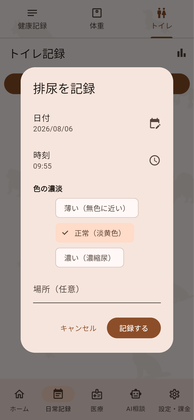 健康記録
体重
トイレ
トイレ記録
排尿を記録
日付
2026/08/06
時刻
09:55
色の濃淡
薄い（無色に近い）
正常（淡黄色）
濃い（濃縮尿）
場所（任意）
キャンセル
記録する
ホーム
日常記録
医療
AI相談
設定・課金